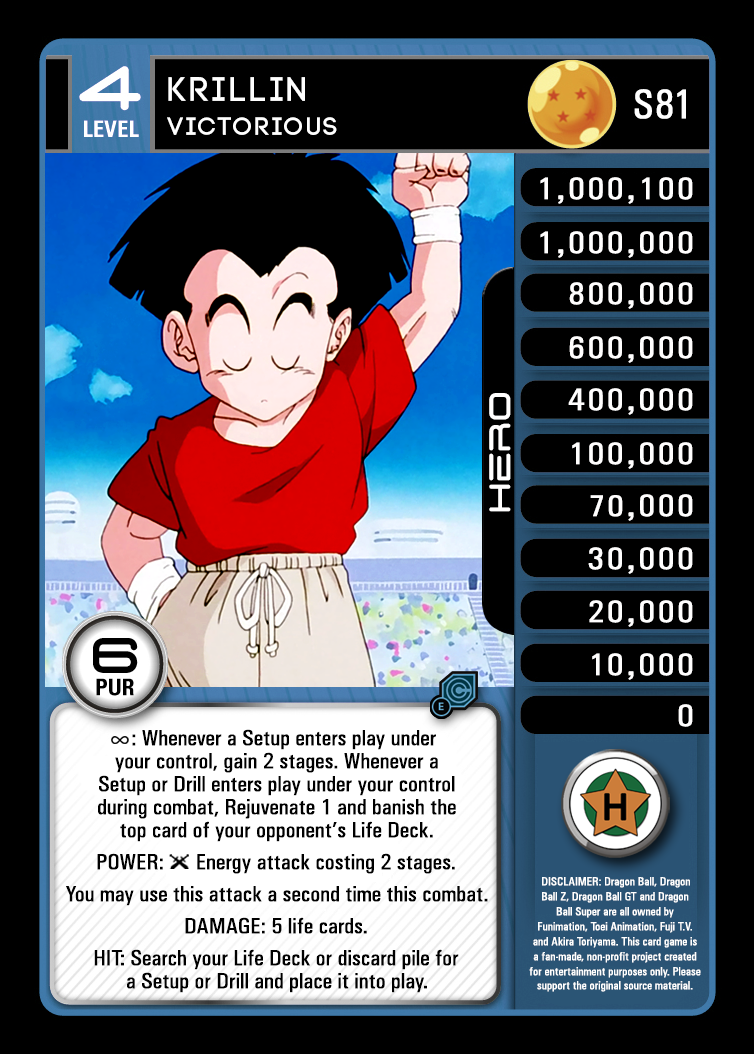 4
LEVEL
KRILLIN
VICTORIOUS
S81
1,000,100
1,000,000
800,000
600,000
400,000
100,000
70,000
30,000
20,000
10,000
0
HERO
6
PUR
E
∞: Whenever a Setup enters play under
your control, gain 2 stages. Whenever a
Setup or Drill enters play under your control
during combat, Rejuvenate 1 and banish the
top card of your opponent's Life Deck.
POWER: Energy attack costing 2 stages.
You may use this attack a second time this combat.
DAMAGE: 5 life cards.
HIT: Search your Life Deck or discard pile for
a Setup or Drill and place it into play.
H
DISCLAIMER: Dragon Ball, Dragon
Ball Z, Dragon Ball GT and Dragon
Ball Super are all owned by
Funimation, Toei Animation, Fuji T.V.
and Akira Toriyama. This card game is
a fan-made, non-profit project created
for entertainment purposes only. Please
support the original source material.